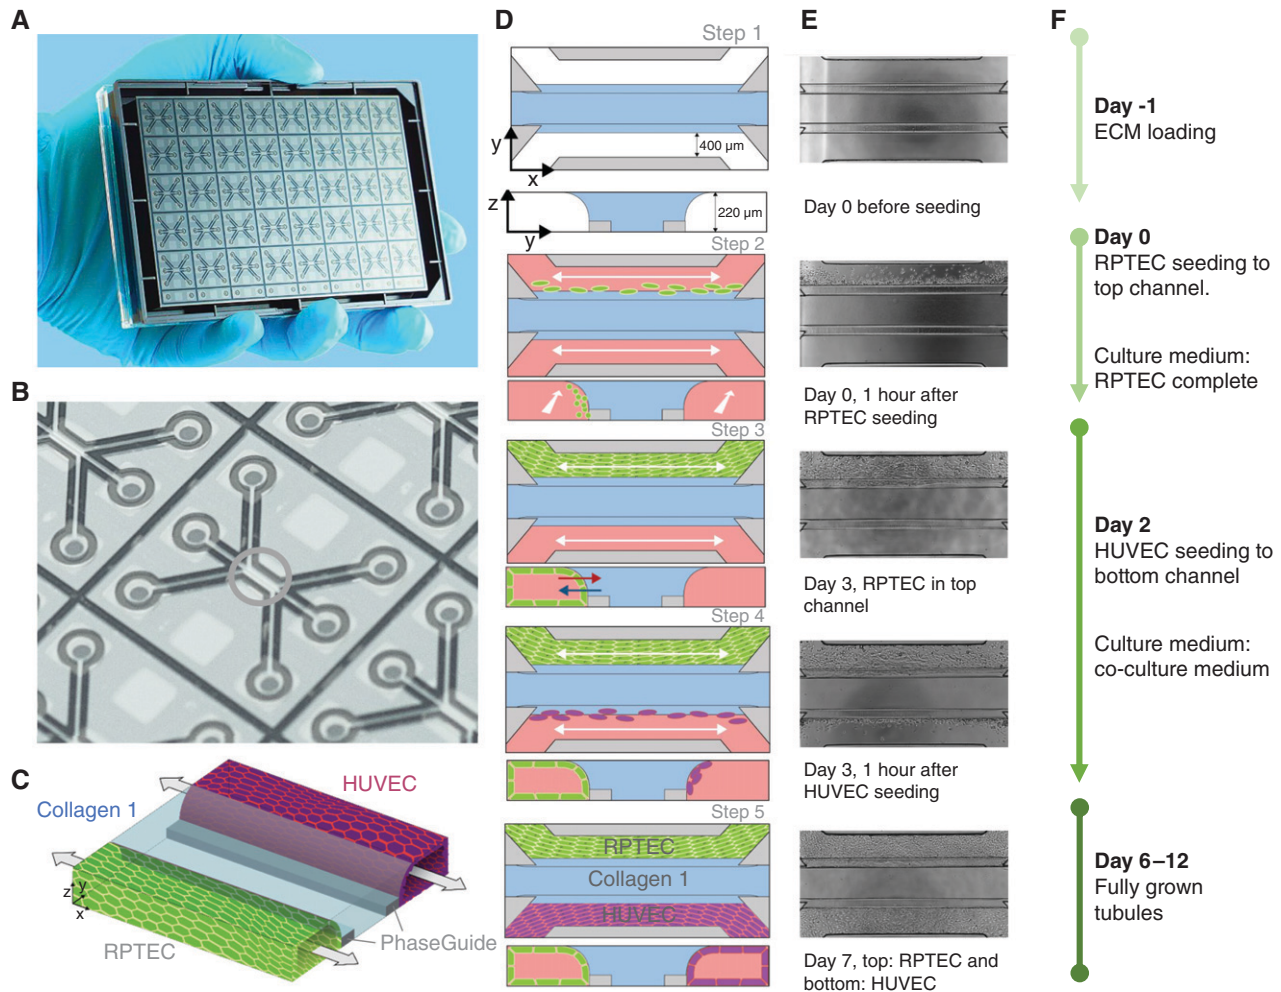 A
B
C
HUVEC
Collagen 1
z
y
x
RPTEC
PhaseGuide
D
Step 1
y
x
400 µm
z
y
220 µm
Step 2
Step 3
Step 4
Step 5
RPTEC
Collagen 1
HUVEC
E
Day 0 before seeding
Day 0, 1 hour after
RPTEC seeding
Day 3, RPTEC in top
channel
Day 3, 1 hour after
HUVEC seeding
Day 7, top: RPTEC and
bottom: HUVEC
F
Day -1
ECM loading
Day 0
RPTEC seeding to
top channel.
Culture medium:
RPTEC complete
Day 2
HUVEC seeding to
bottom channel
Culture medium:
co-culture medium
Day 6–12
Fully grown
tubules